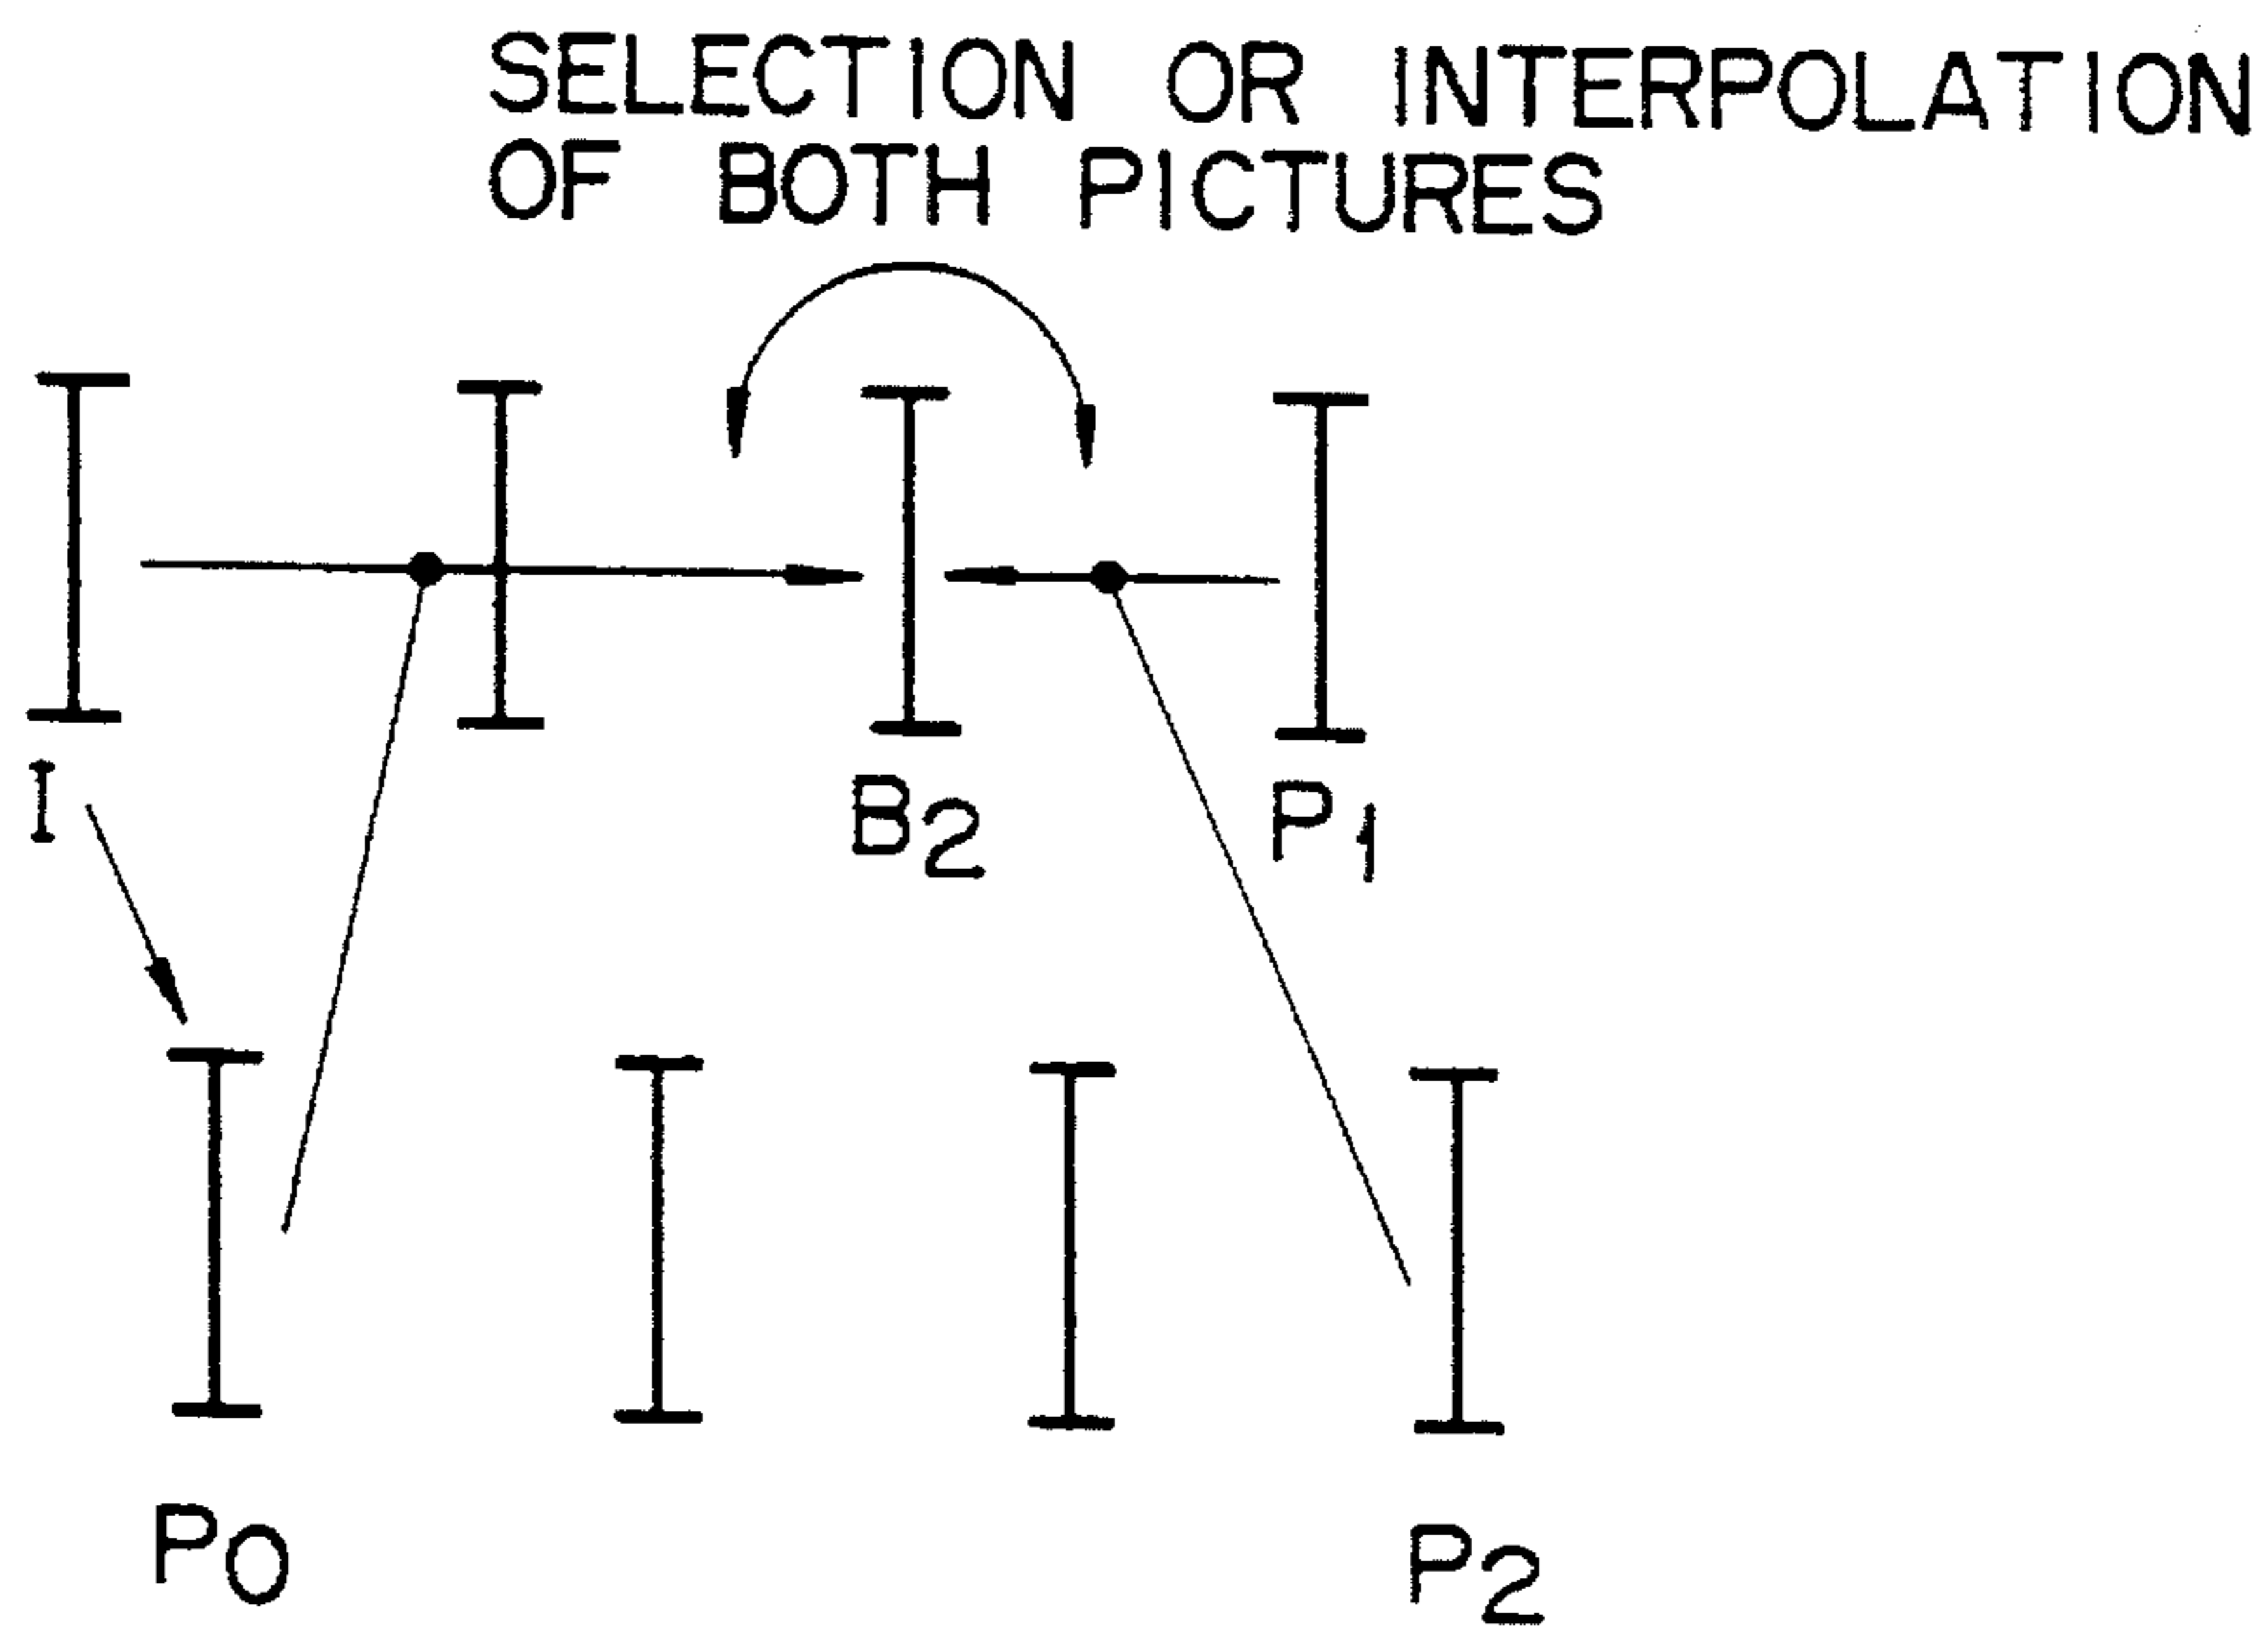 SELECTION OR INTERPOLATION
OF BOTH PICTURES
I B2 P1
P0 P2